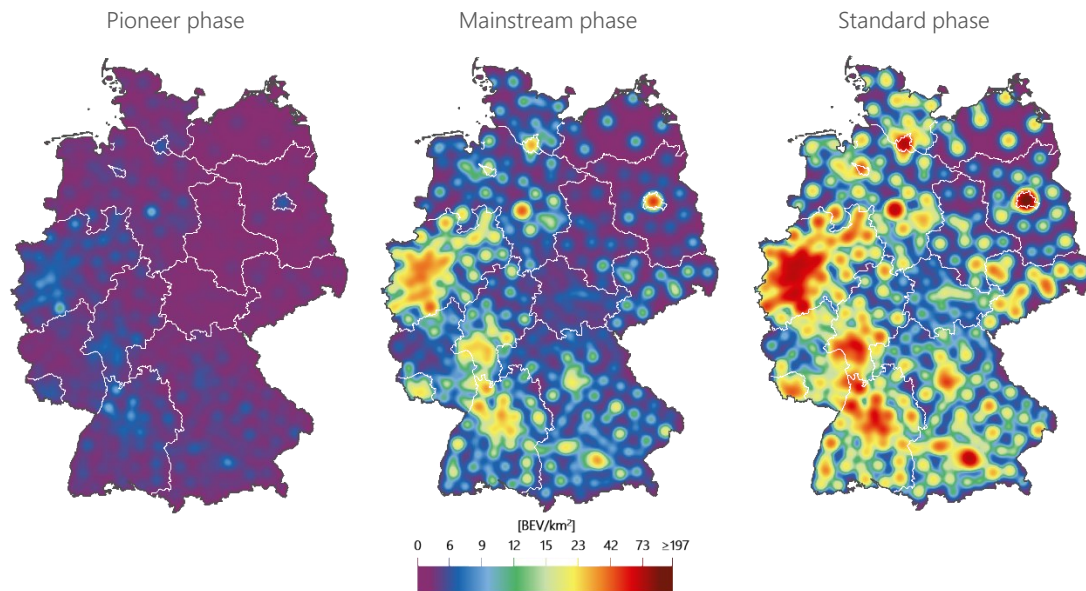 Pioneer phase
Mainstream phase
Standard phase
[BEV/km²]
0 6 9 12 15 23 42 73 ≥197